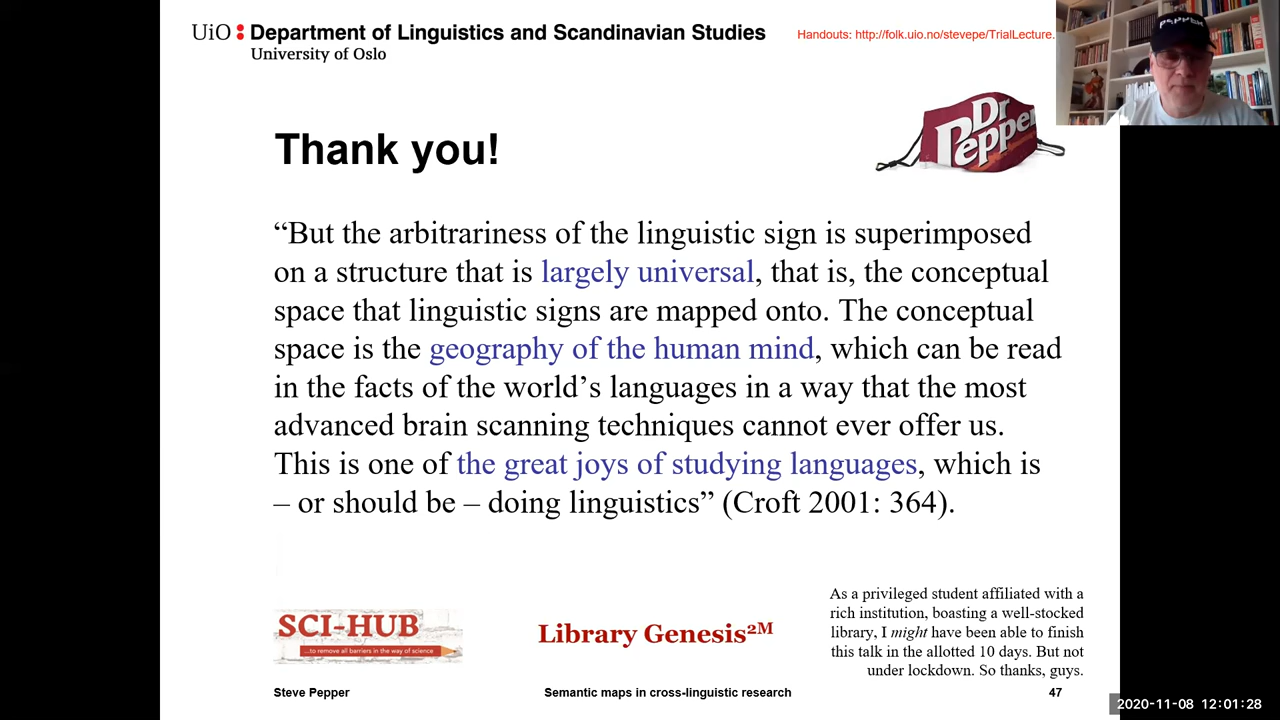 UiO : Department of Linguistics and Scandinavian Studies
University of Oslo
Handouts: http://folk.uio.no/stevepe/TrialLecture.
PEPPER
Thank you!
Dr
Pepper
“But the arbitrariness of the linguistic sign is superimposed
on a structure that is largely universal, that is, the conceptual
space that linguistic signs are mapped onto. The conceptual
space is the geography of the human mind, which can be read
in the facts of the world’s languages in a way that the most
advanced brain scanning techniques cannot ever offer us.
This is one of the great joys of studying languages, which is
– or should be – doing linguistics” (Croft 2001: 364).
SCI-HUB
...to remove all barriers in the way of science
Library Genesis2M
As a privileged student affiliated with a
rich institution, boasting a well-stocked
library, I might have been able to finish
this talk in the allotted 10 days. But not
under lockdown. So thanks, guys.
Steve Pepper
Semantic maps in cross-linguistic research
47
2020-11-08 12:01:28